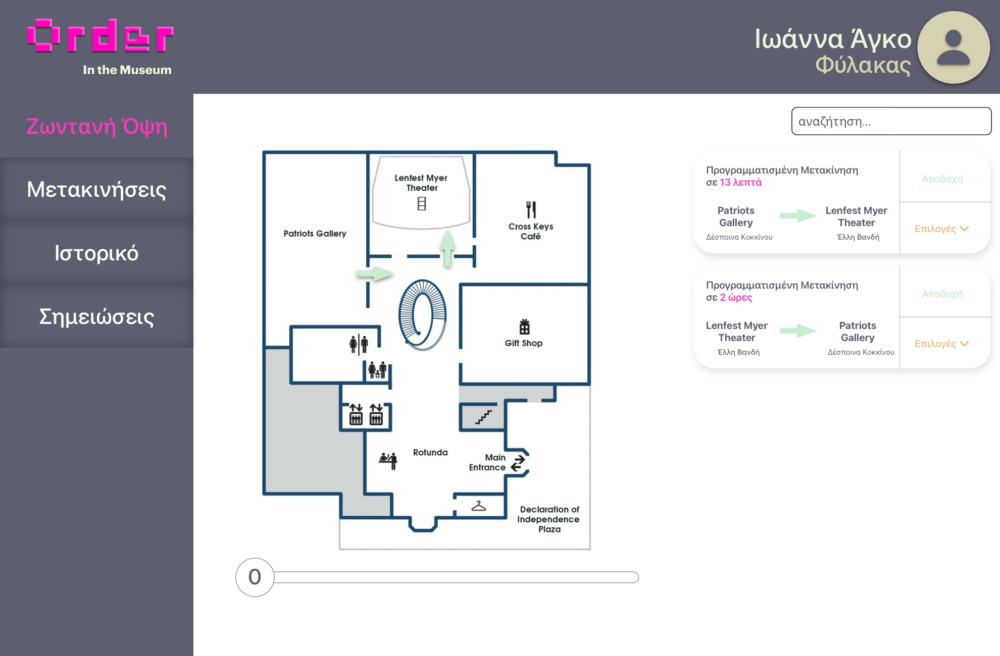 Order
In the Museum
Ιωάννα Άγκο
Φύλακας
Ζωντανή Όψη
Μετακινήσεις
Ιστορικό
Σημειώσεις
αναζήτηση...
Lenfest Myer
Theater
Patriots Gallery
Cross Keys
Café
Gift Shop
Rotunda
Main
Entrance
Declaration of
Independence
Plaza
0
Προγραμματισμένη Μετακίνηση
σε 13 λεπτά
Patriots
Gallery
Δέσποινα Κοκκίνου
Lenfest Myer
Theater
Έλλη Βανδή
Αποδοχή
Επιλογές
Προγραμματισμένη Μετακίνηση
σε 2 ώρες
Lenfest Myer
Theater
Έλλη Βανδή
Patriots
Gallery
Δέσποινα Κοκκίνου
Αποδοχή
Επιλογές